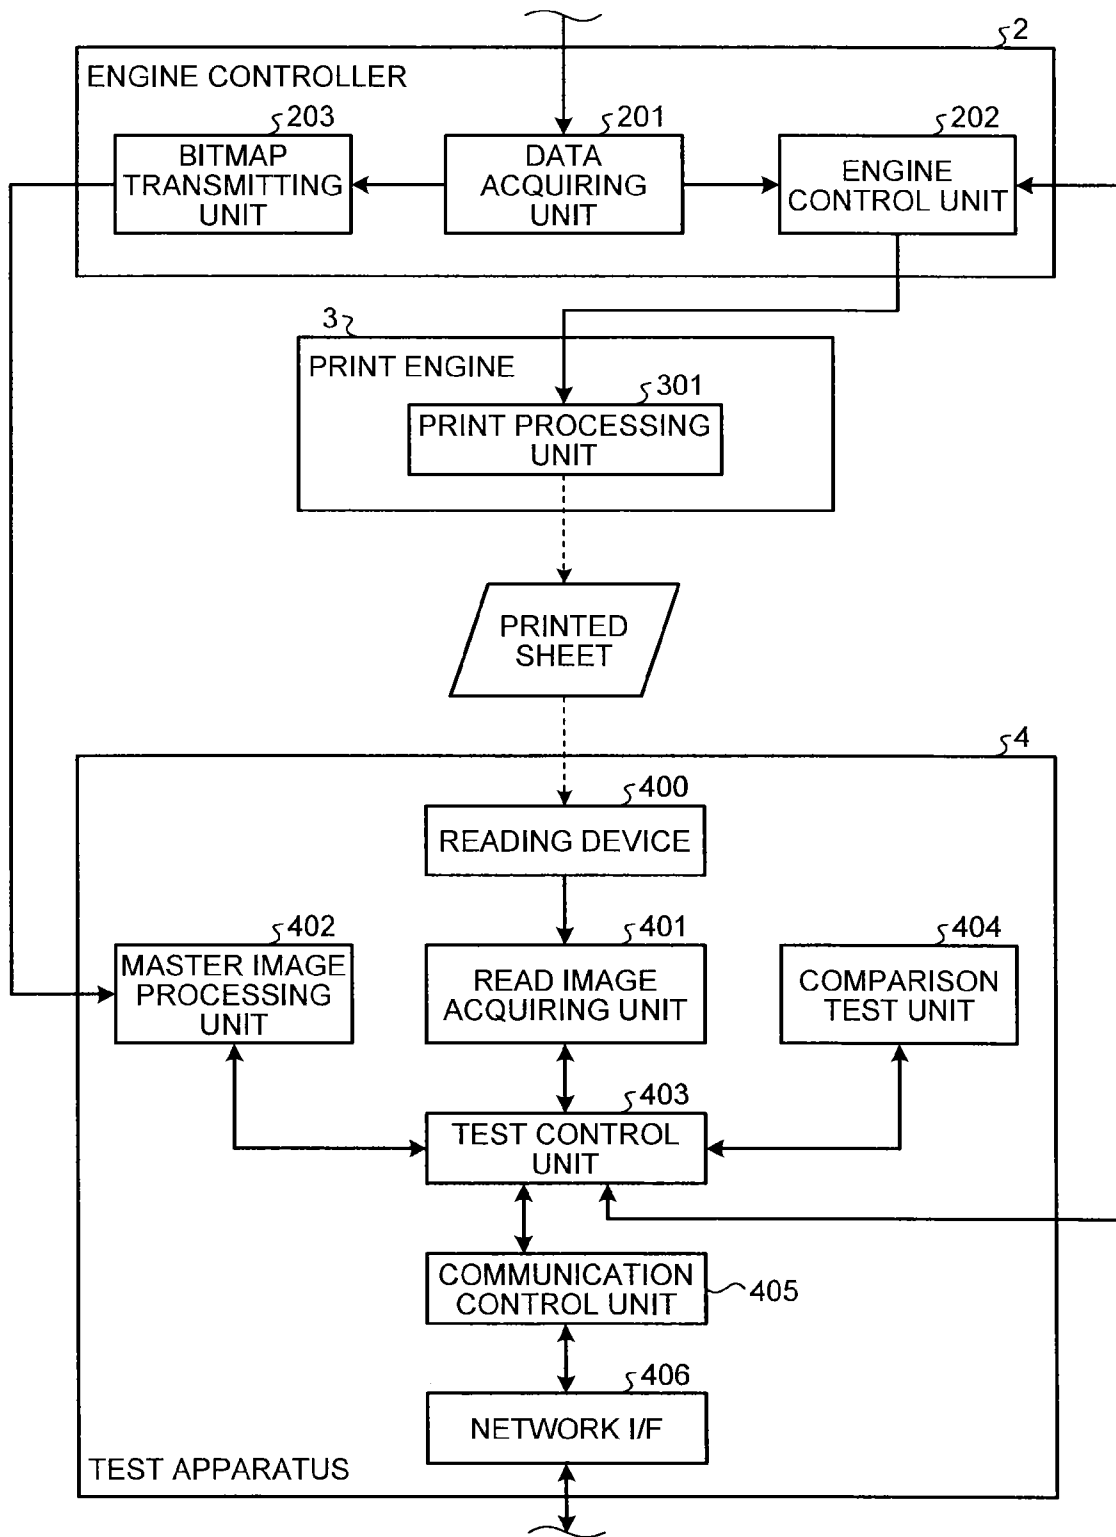 2
ENGINE CONTROLLER
203
201
202
BITMAP
TRANSMITTING
UNIT
DATA
ACQUIRING
UNIT
ENGINE
CONTROL UNIT
3
PRINT ENGINE
301
PRINT PROCESSING
UNIT
PRINTED
SHEET
4
400
READING DEVICE
402
401
404
MASTER IMAGE
PROCESSING
UNIT
READ IMAGE
ACQUIRING UNIT
COMPARISON
TEST UNIT
403
TEST CONTROL
UNIT
COMMUNICATION
CONTROL UNIT
405
406
NETWORK I/F
TEST APPARATUS